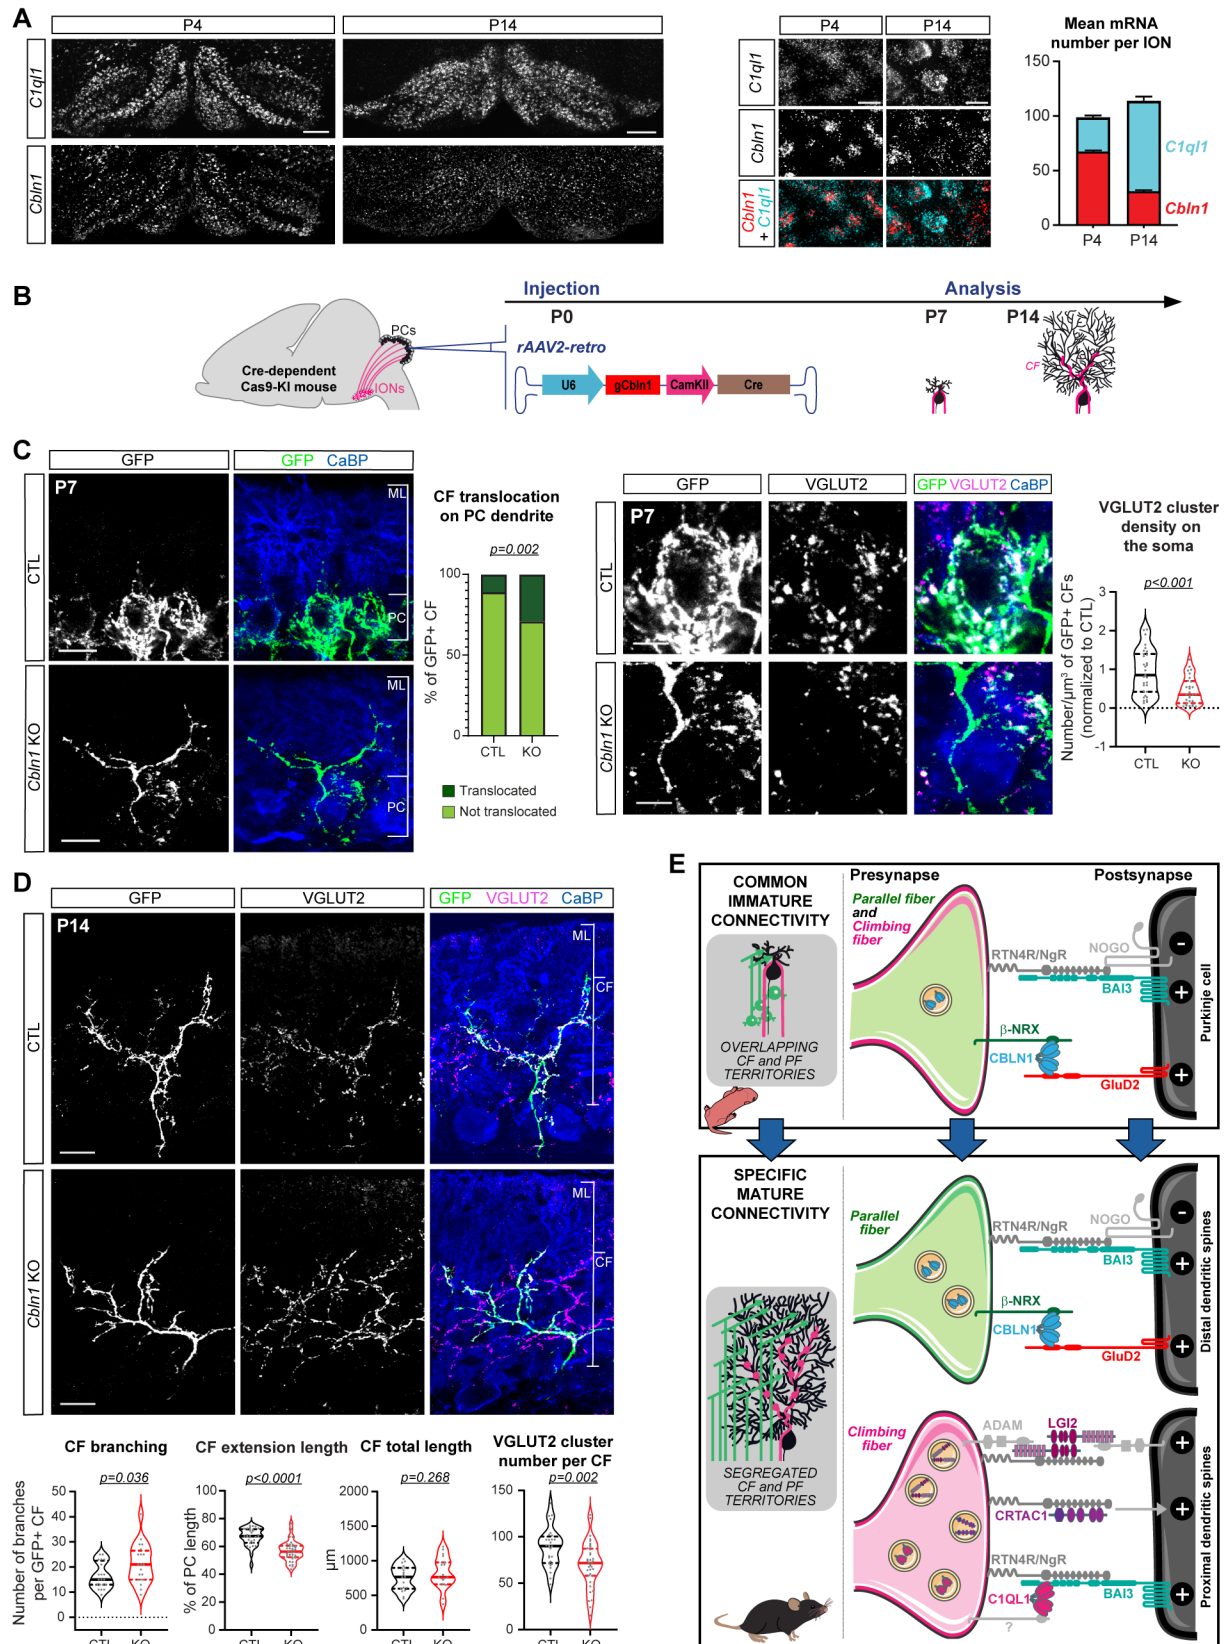 A
P4
P14
C1ql1
Cbln1
P4
P14
C1ql1
Cbln1
Cbln1
+ C1ql1
Mean mRNA
number per ION
150
100
50
0
C1ql1
Cbln1
P4
P14
B
Injection
Analysis
P0
P7
P14
PCs
rAAV2-retro
CF
Cre-dependent
Cas9-KI mouse
IONs
U6
gCbln1
CamKII
Cre
C
GFP
GFP CaBP
P7
ML
PC
CTL
ML
PC
Cbln1 KO
CF translocation
on PC dendrite
p=0.002
100
50
0
% of GFP+ CF
CTL
KO
Translocated
Not translocated
GFP
VGLUT2
GFP VGLUT2 CaBP
P7
CTL
Cbln1 KO
VGLUT2 cluster
density on
the soma
p<0.001
3
2
1
0
-1
Number/µm³ of GFP+ CFs
(normalized to CTL)
CTL
KO
D
GFP
VGLUT2
GFP VGLUT2 CaBP
P14
ML
CF
CTL
ML
CF
Cbln1 KO
CF branching
p=0.036
50
40
30
20
10
0
Number of branches
per GFP+ CF
CTL
KO
CF extension length
p<0.0001
100
80
60
40
20
0
% of PC length
CTL
KO
CF total length
p=0.268
2000
1500
1000
500
0
µm
CTL
KO
VGLUT2 cluster
number per CF
p=0.002
150
100
50
0
CTL
KO
E
COMMON
IMMATURE
CONNECTIVITY
OVERLAPPING
CF and PF
TERRITORIES
Presynapse
Postsynapse
Parallel fiber
and
Climbing
fiber
RTN4R/NgR
NOGO
-
BAI3
+
β-NRX
CBLN1
GluD2
+
Purkinje cell
SPECIFIC
MATURE
CONNECTIVITY
SEGREGATED
CF and PF
TERRITORIES
Parallel
fiber
RTN4R/NgR
NOGO
-
BAI3
+
β-NRX
CBLN1
GluD2
+
Distal dendritic spines
Climbing
fiber
ADAM
LGI2
+
CRTAC1
+
RTN4R/NgR
C1QL1
BAI3
+
?
Proximal dendritic spines